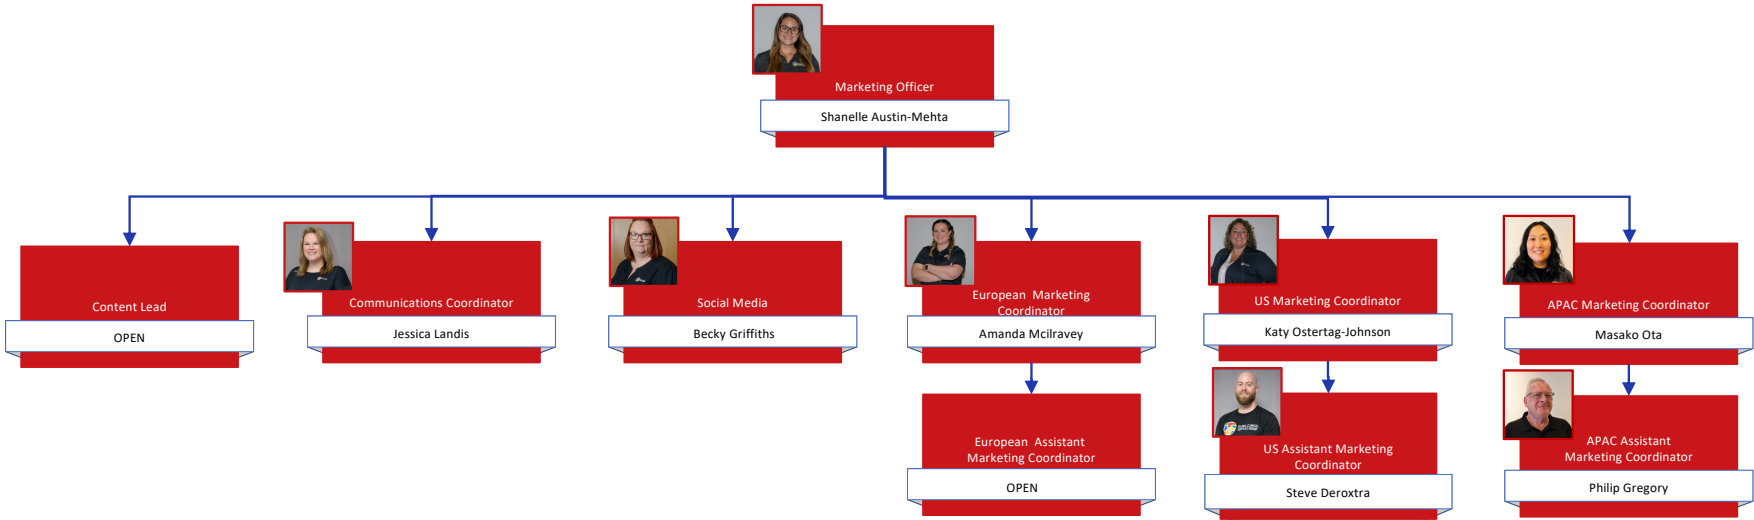 Marketing Officer
Shanelle Austin-Mehta
Content Lead
OPEN
Communications Coordinator
Jessica Landis
Social Media
Becky Griffiths
European Marketing
Coordinator
Amanda Mcilravey
US Marketing Coordinator
Katy Ostertag-Johnson
APAC Marketing Coordinator
Masako Ota
European Assistant
Marketing Coordinator
OPEN
US Assistant Marketing
Coordinator
Steve Deroxtra
APAC Assistant
Marketing Coordinator
Philip Gregory